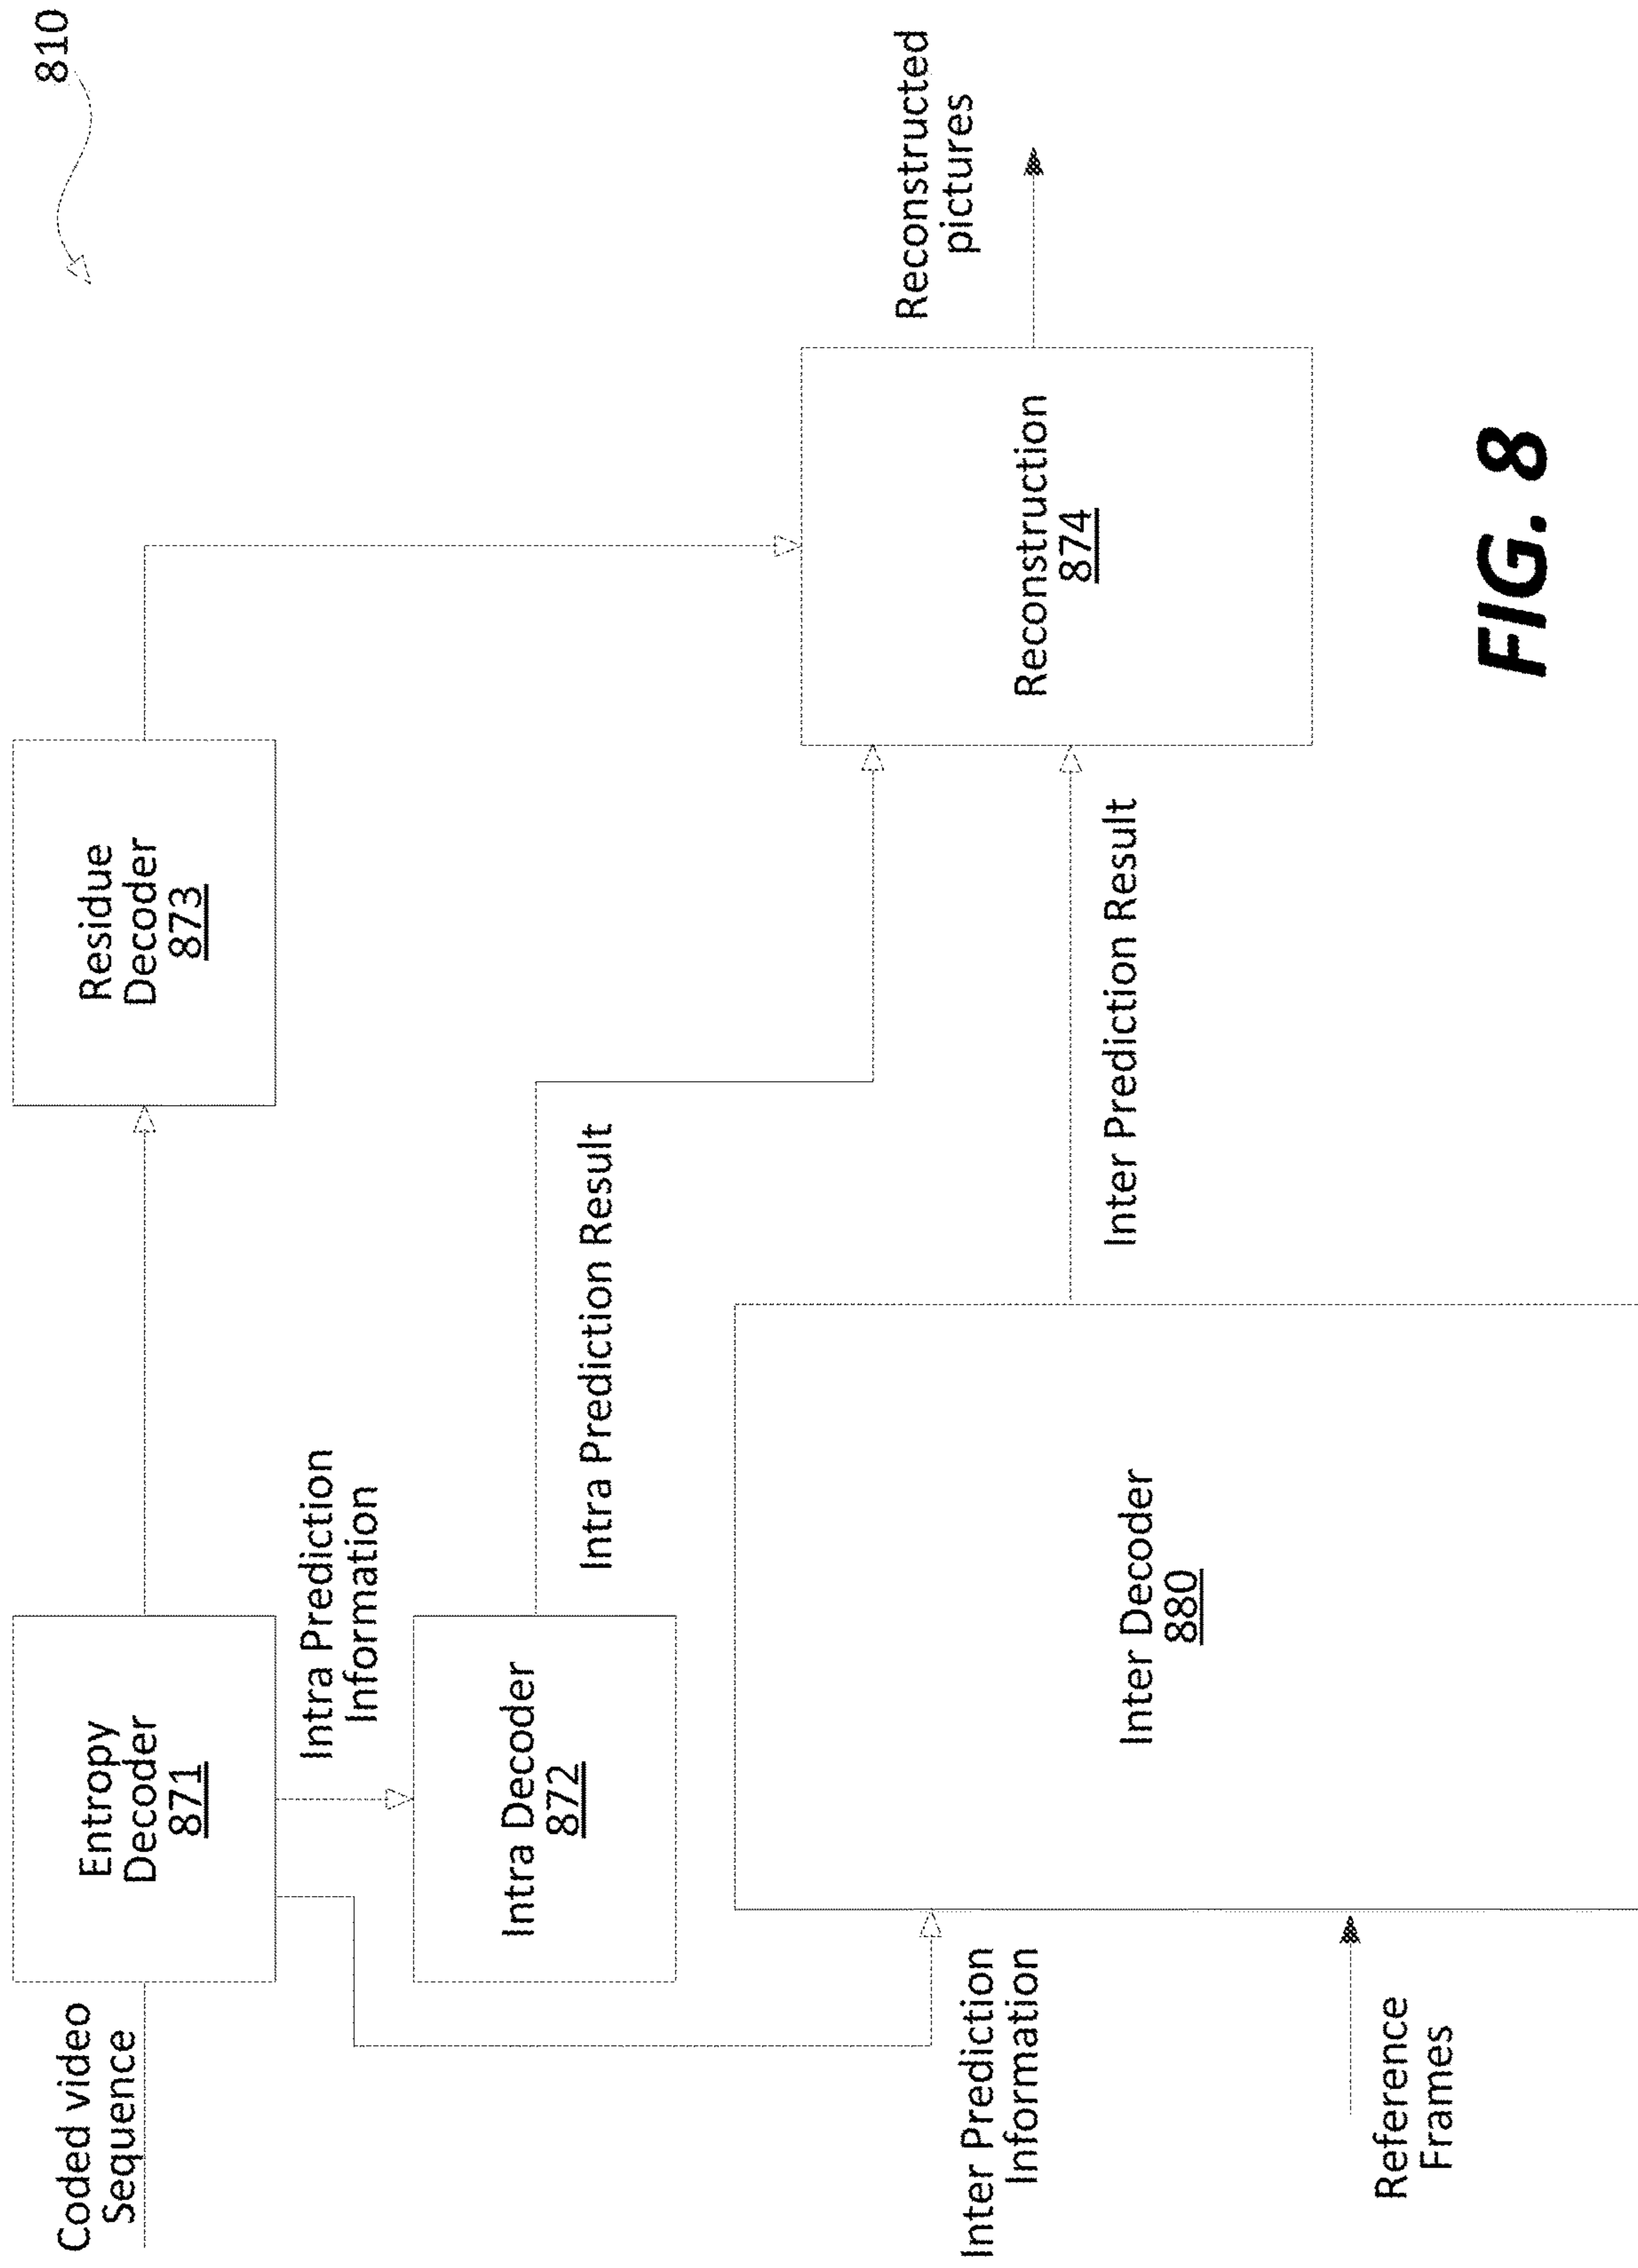 810
Coded video
Sequence
Entropy
Decoder
871
Residue
Decoder
873
Intra Prediction
Information
Intra Decoder
872
Intra Prediction Result
Reconstructed
pictures
Reconstruction
874
Inter Prediction
Information
Inter Decoder
880
Inter Prediction Result
Reference
Frames
FIG. 8